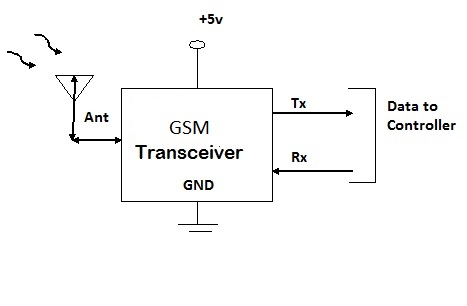 +5v
Ant
GSM
Transceiver
GND
Tx
Rx
Data to
Controller